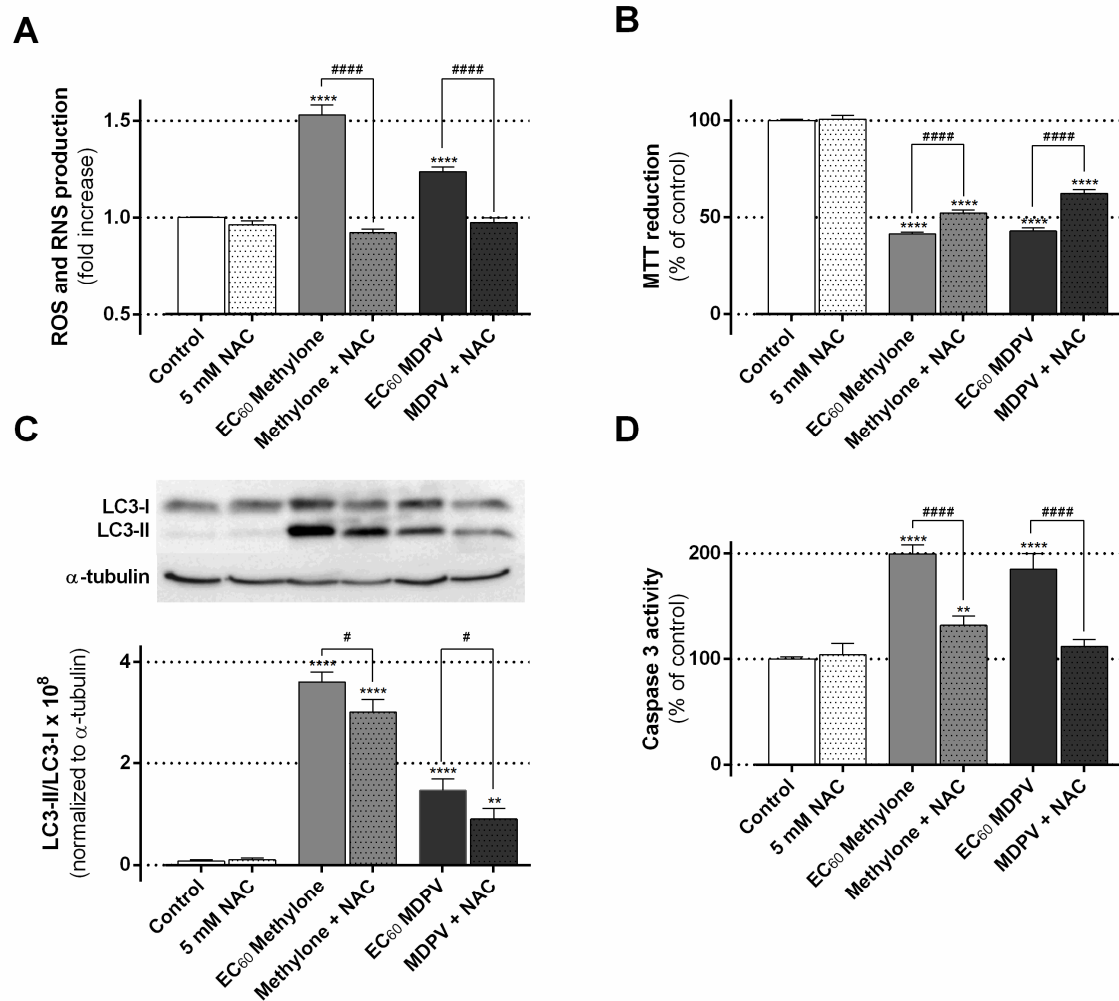 A
ROS and RNS production
(fold increase)
1.5
1.0
0.5
****
####
****
####
Control
5 mM NAC
EC60 Methylone
Methylone + NAC
EC60 MDPV
MDPV + NAC
B
MTT reduction
(% of control)
100
50
0
****
####
****
****
####
****
Control
5 mM NAC
EC60 Methylone
Methylone + NAC
EC60 MDPV
MDPV + NAC
C
LC3-I
LC3-II
α-tubulin
LC3-II/LC3-I x 10⁸
(normalized to α-tubulin)
4
2
0
****
#
****
****
#
**
Control
5 mM NAC
EC60 Methylone
Methylone + NAC
EC60 MDPV
MDPV + NAC
D
Caspase 3 activity
(% of control)
200
100
0
****
####
**
****
####
Control
5 mM NAC
EC60 Methylone
Methylone + NAC
EC60 MDPV
MDPV + NAC